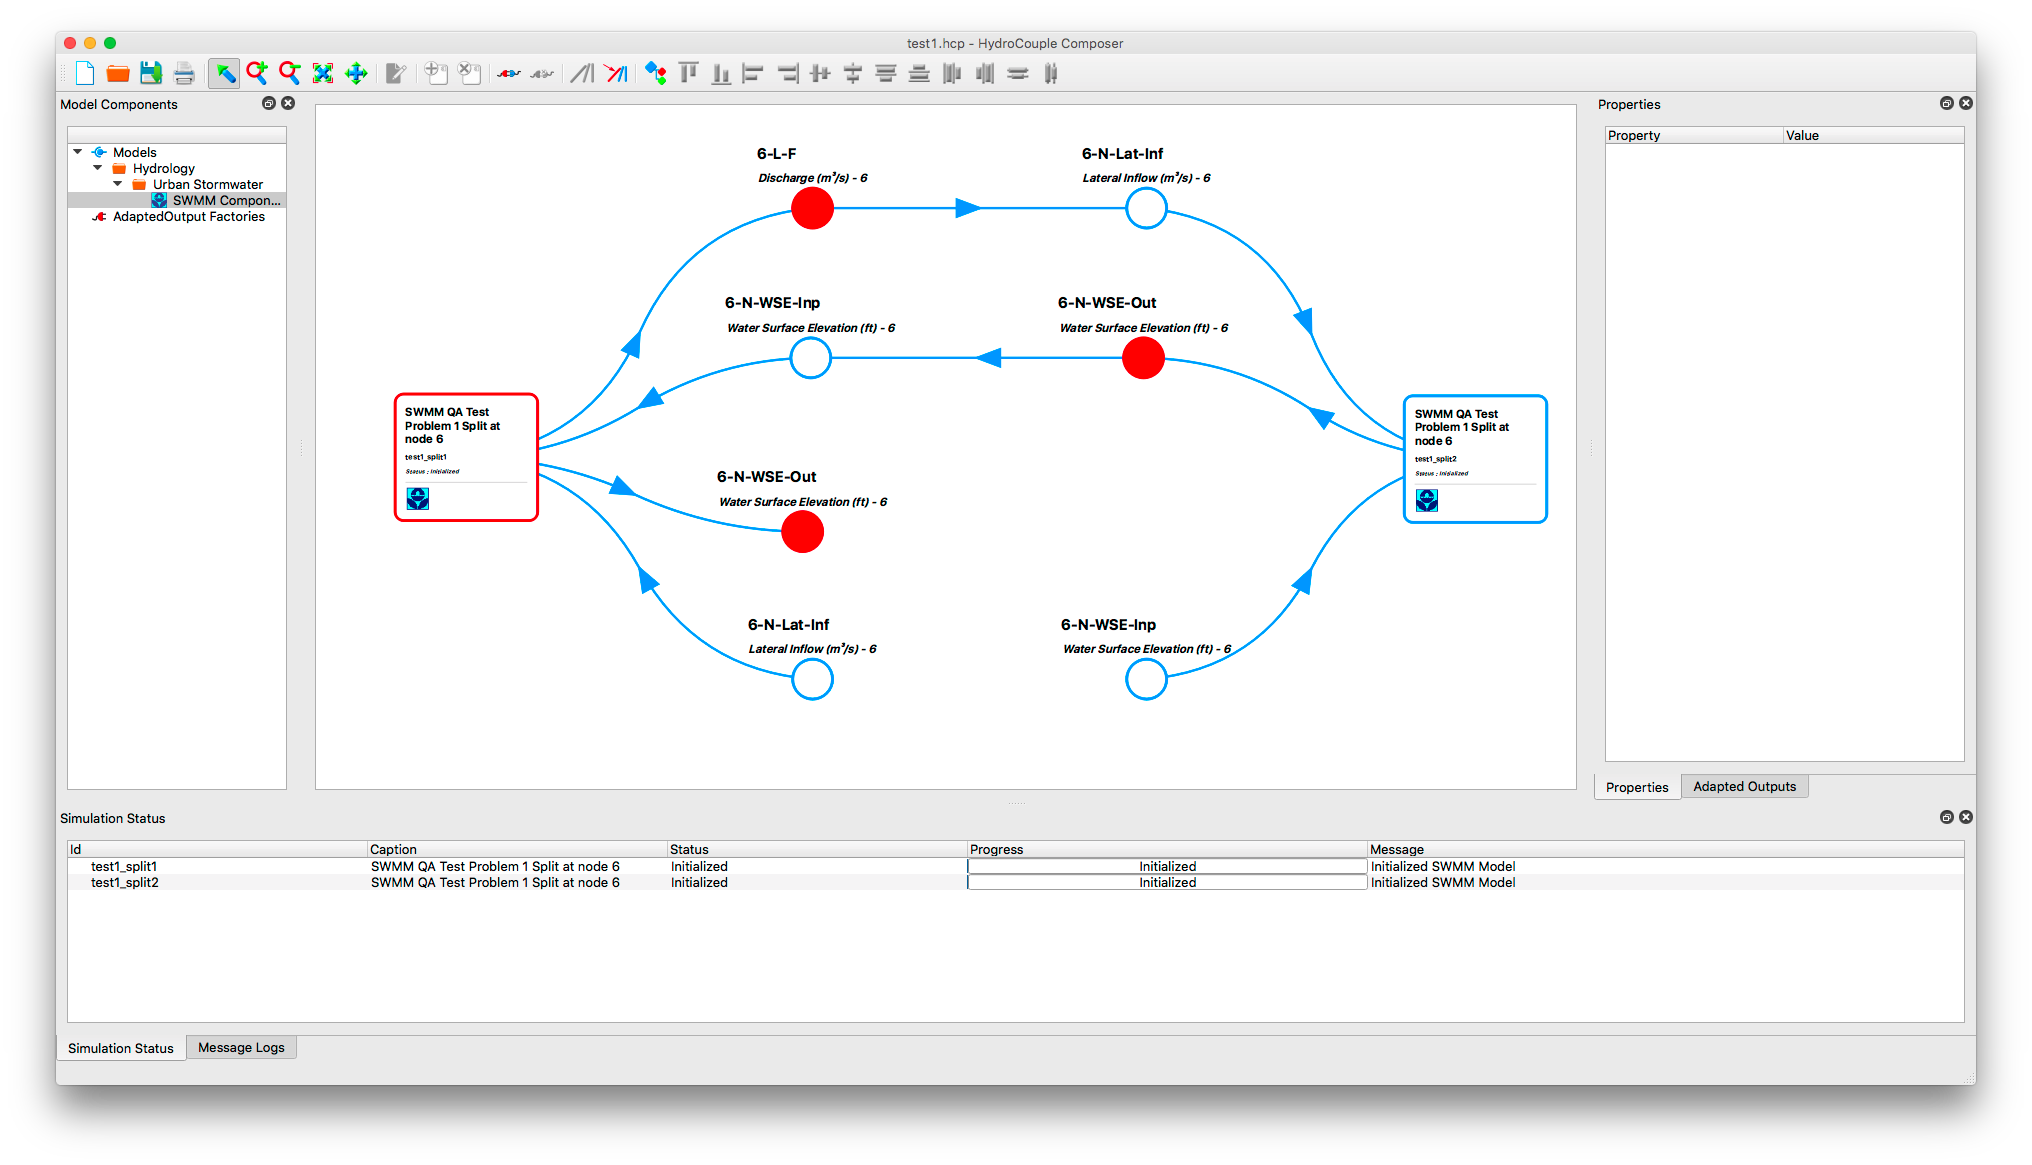 test1.hcp - HydroCouple Composer
Model Components
Models
Hydrology
Urban Stormwater
SWMM Compon...
AdaptedOutput Factories
6-L-F
Discharge (m³/s) - 6
6-N-Lat-Inf
Lateral Inflow (m³/s) - 6
6-N-WSE-Inp
Water Surface Elevation (ft) - 6
6-N-WSE-Out
Water Surface Elevation (ft) - 6
SWMM QA Test
Problem 1 Split at
node 6
test1_split1
Status : Initialized
SWMM QA Test
Problem 1 Split at
node 6
test1_split2
Status : Initialized
6-N-WSE-Out
Water Surface Elevation (ft) - 6
6-N-Lat-Inf
Lateral Inflow (m³/s) - 6
6-N-WSE-Inp
Water Surface Elevation (ft) - 6
Properties
Property Value
Properties Adapted Outputs
Simulation Status
Id Caption Status Progress Message
test1_split1 SWMM QA Test Problem 1 Split at node 6 Initialized Initialized Initialized SWMM Model
test1_split2 SWMM QA Test Problem 1 Split at node 6 Initialized Initialized Initialized SWMM Model
Simulation Status Message Logs